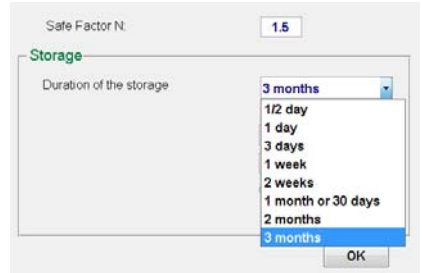 Safe Factor N: 1.5
Storage
Duration of the storage 3 months
1/2 day
1 day
3 days
1 week
2 weeks
1 month or 30 days
2 months
3 months
OK